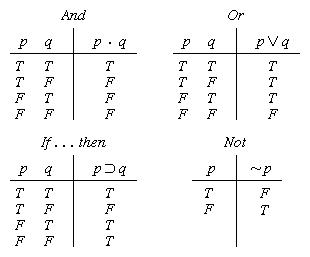 And
p q p · q
T T T
T F F
F T F
F F F
Or
p q p ∨ q
T T T
T F T
F T T
F F F
If . . . then
p q p ⊃ q
T T T
T F F
F T T
F F T
Not
p ~p
T F
F T